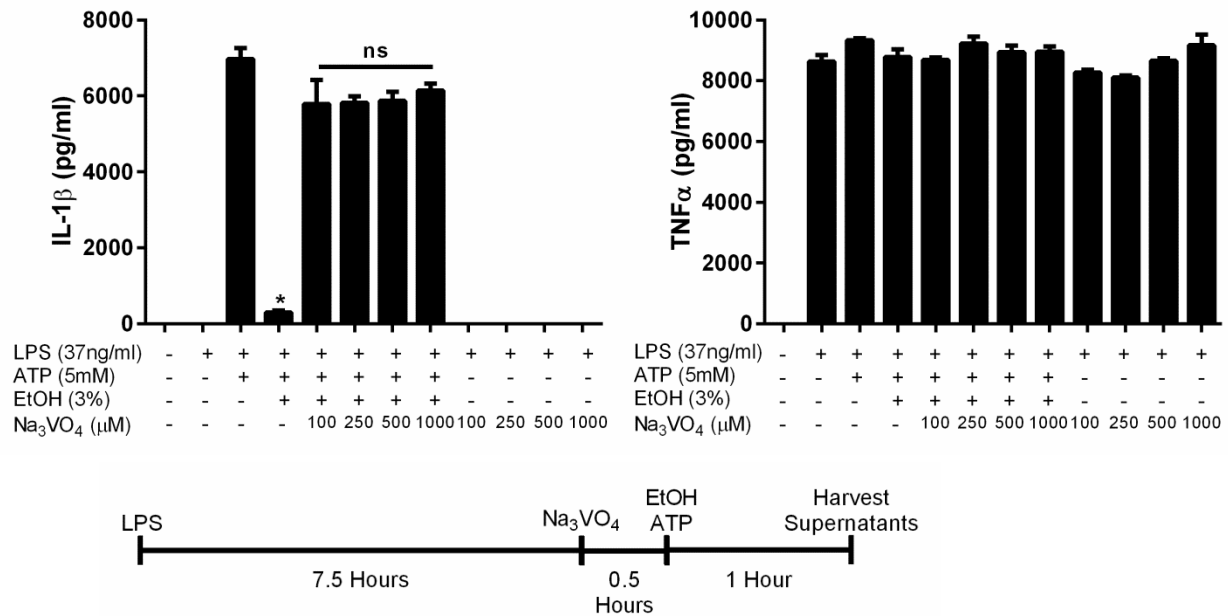 8000
6000
4000
2000
0
IL-1β (pg/ml)
ns
*
LPS (37ng/ml) - + + + + + + + + + + +
ATP (5mM) - - + + + + + + - - - -
EtOH (3%) - - - + + + + + - - - -
Na₃VO₄ (μM) - - - - 100 250 500 1000 100 250 500 1000
10000
8000
6000
4000
2000
0
TNFα (pg/ml)
LPS (37ng/ml) - + + + + + + + + + + +
ATP (5mM) - - + + + + + + - - - -
EtOH (3%) - - - + + + + + - - - -
Na₃VO₄ (μM) - - - - 100 250 500 1000 100 250 500 1000
LPS
Na₃VO₄
EtOH
ATP
Harvest
Supernatants
7.5 Hours
0.5
Hours
1 Hour